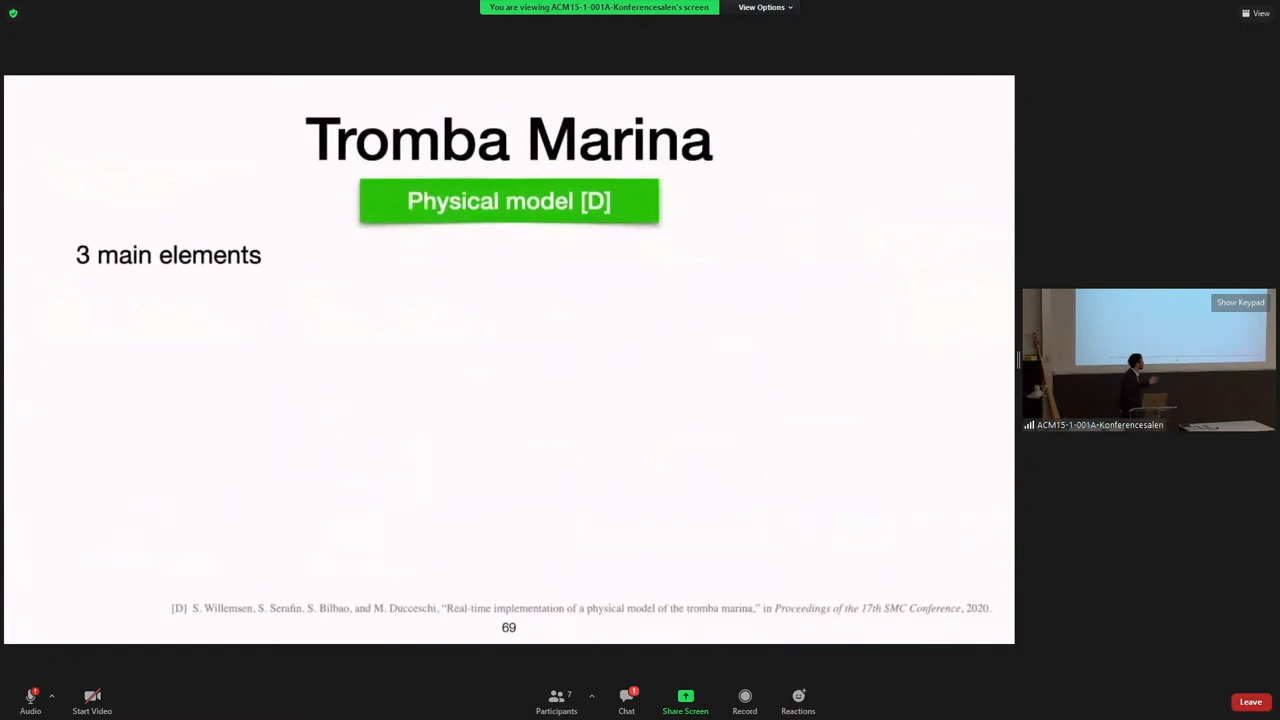 You are viewing ACM15-1-001A-Konferencesalen's screen
View Options
View
Tromba Marina
Physical model [D]
3 main elements
Show Keypad
ACM15-1-001A-Konferencesalen
[D] S. Willemsen, S. Serafin, S. Bilbao, and M. Ducceschi, “Real-time implementation of a physical model of the tromba marina,” in Proceedings of the 17th SMC Conference, 2020.
69
Audio
Start Video
Participants
7
Chat
1
Share Screen
Record
Reactions
Leave